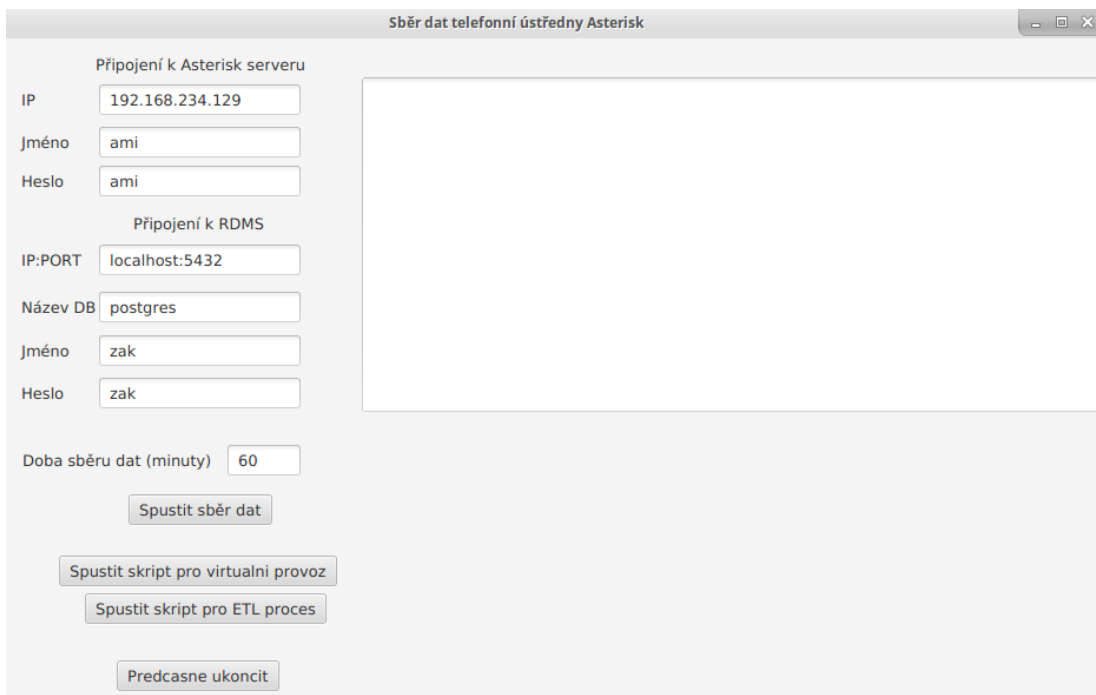 Sběr dat telefonní ústředny Asterisk
Připojení k Asterisk serveru
IP 192.168.234.129
Jméno ami
Heslo ami
Připojení k RDMS
IP:PORT localhost:5432
Název DB postgres
Jméno zak
Heslo zak
Doba sběru dat (minuty) 60
Spustit sběr dat
Spustit skript pro virtualni provoz
Spustit skript pro ETL proces
Predcasne ukoncit